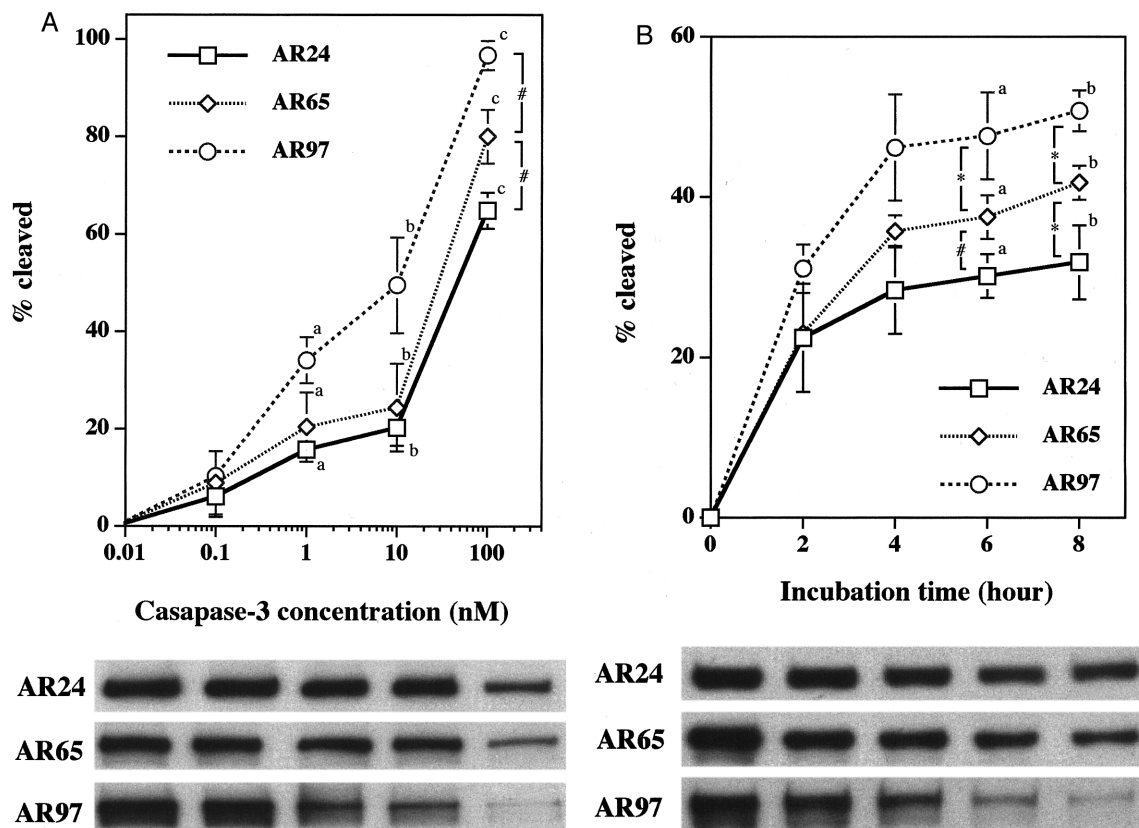 A
% cleaved
100
80
60
40
20
0
AR24
AR65
AR97
c
c
c
#
#
b
b
b
a
a
a
0.01
0.1
1
10
100
Casapase-3 concentration (nM)
AR24
AR65
AR97
B
% cleaved
60
40
20
0
a
a
a
b
b
b
*
#
*
*
AR24
AR65
AR97
0
2
4
6
8
Incubation time (hour)
AR24
AR65
AR97